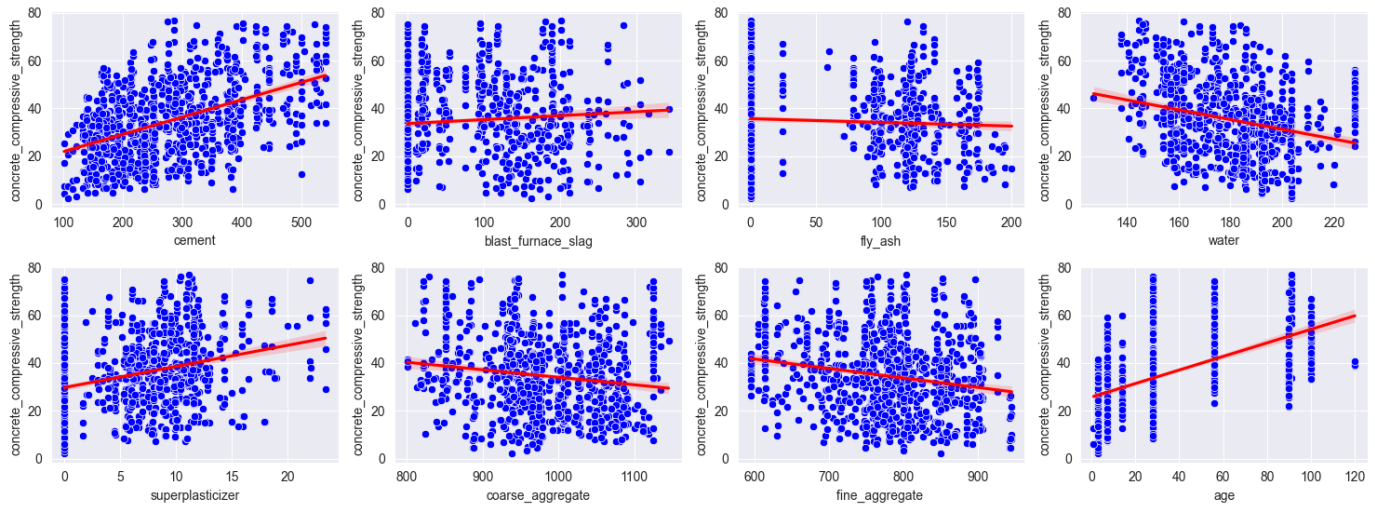 80
60
40
20
0
concrete_compressive_strength
100 200 300 400 500
cement
80
60
40
20
0
concrete_compressive_strength
0 100 200 300
blast_furnace_slag
80
60
40
20
0
concrete_compressive_strength
0 50 100 150 200
fly_ash
80
60
40
20
0
concrete_compressive_strength
140 160 180 200 220
water
80
60
40
20
0
concrete_compressive_strength
0 5 10 15 20
superplasticizer
80
60
40
20
0
concrete_compressive_strength
800 900 1000 1100
coarse_aggregate
80
60
40
20
0
concrete_compressive_strength
600 700 800 900
fine_aggregate
80
60
40
20
0
concrete_compressive_strength
0 20 40 60 80 100 120
age